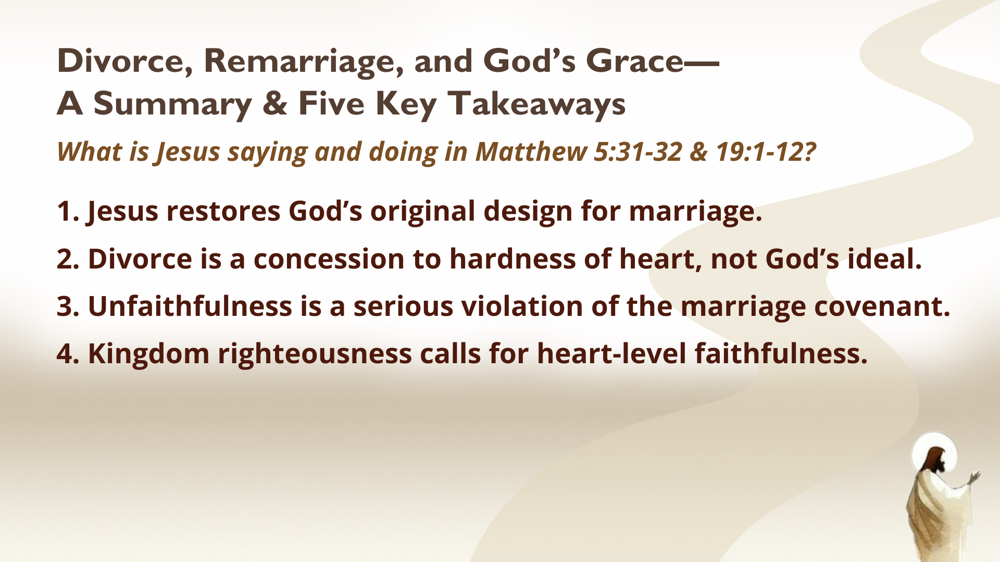 Divorce, Remarriage, and God’s Grace—
A Summary & Five Key Takeaways
What is Jesus saying and doing in Matthew 5:31-32 & 19:1-12?
1. Jesus restores God’s original design for marriage.
2. Divorce is a concession to hardness of heart, not God’s ideal.
3. Unfaithfulness is a serious violation of the marriage covenant.
4. Kingdom righteousness calls for heart-level faithfulness.